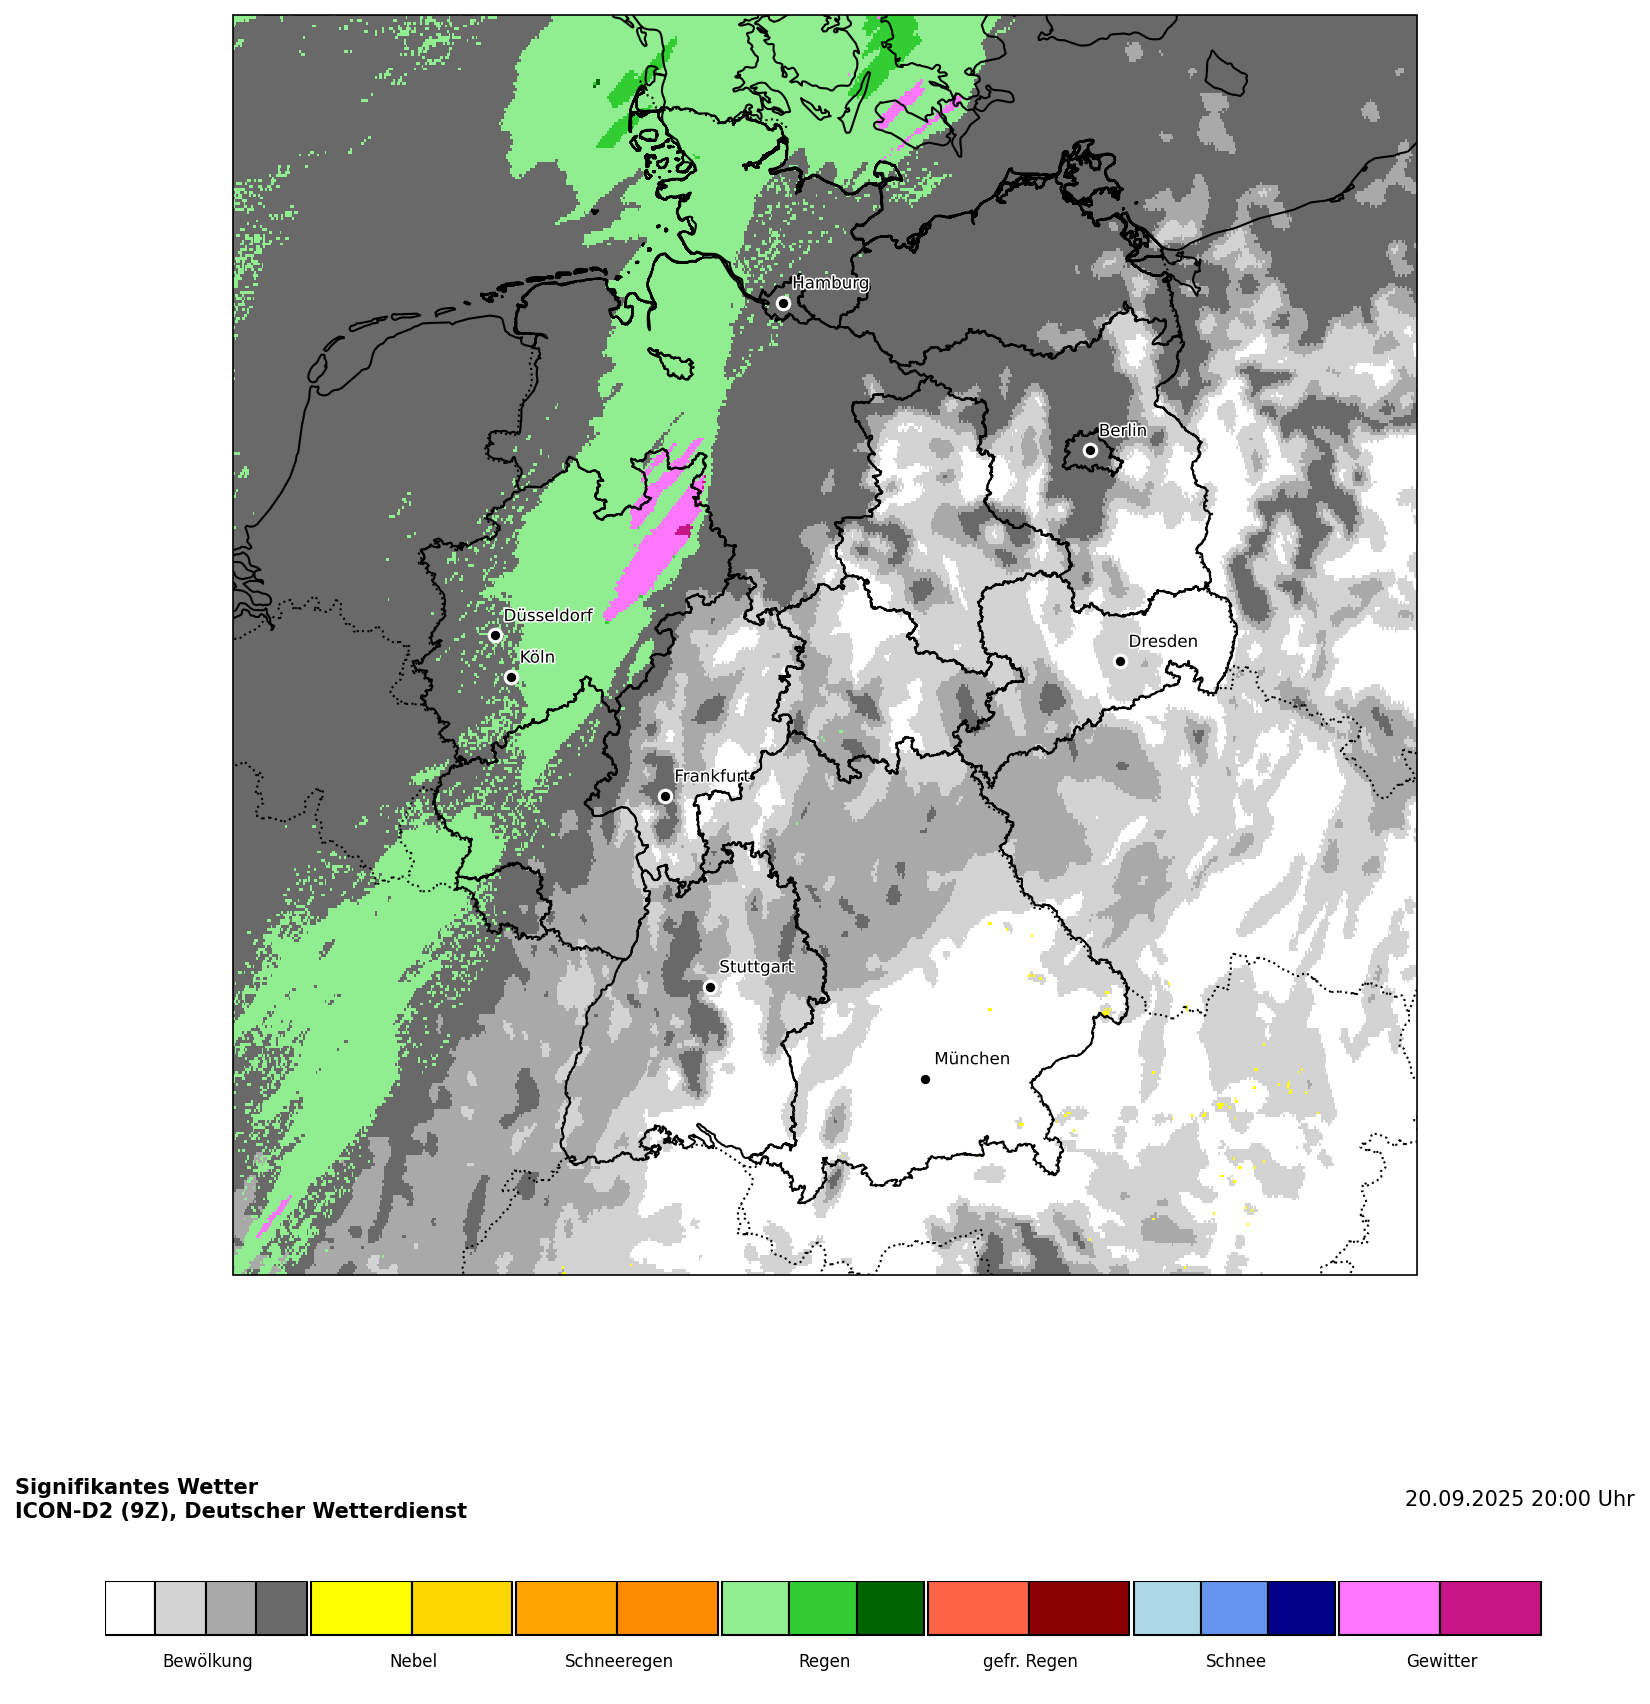 Hamburg
Berlin
Düsseldorf
Köln
Dresden
Frankfurt
Stuttgart
München
Signifikantes Wetter
ICON-D2 (9Z), Deutscher Wetterdienst
20.09.2025 20:00 Uhr
Bewölkung
Nebel
Schneeregen
Regen
gefr. Regen
Schnee
Gewitter